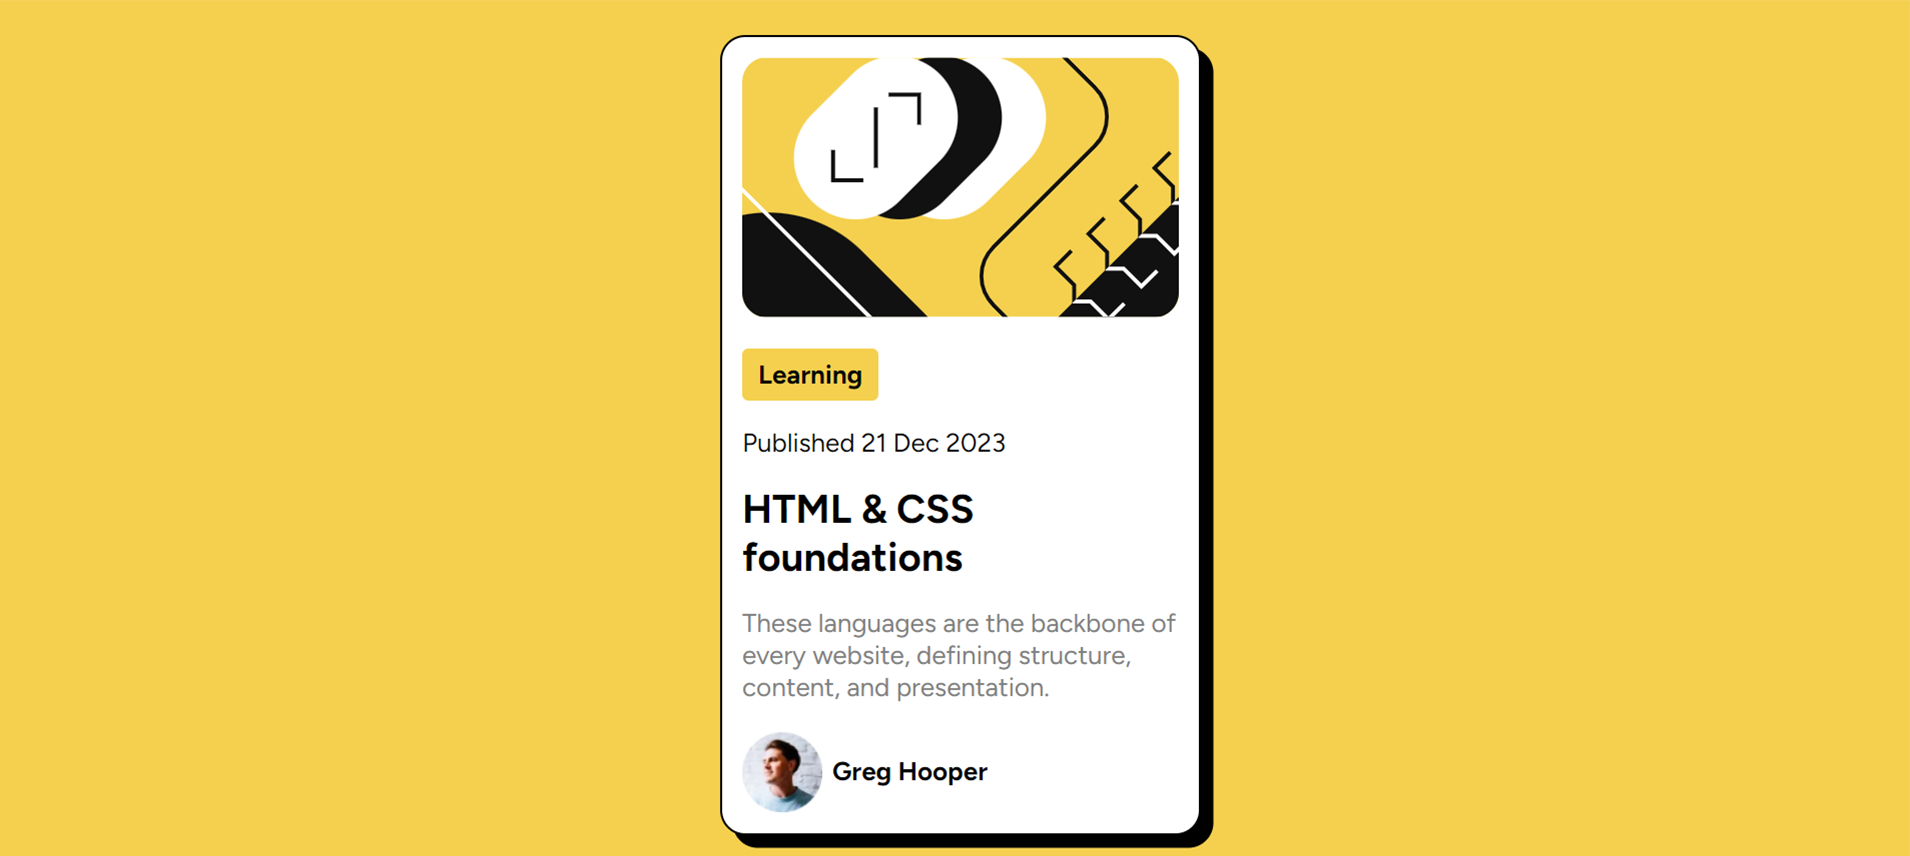 Learning
Published 21 Dec 2023
HTML & CSS
foundations
These languages are the backbone of
every website, defining structure,
content, and presentation.
Greg Hooper